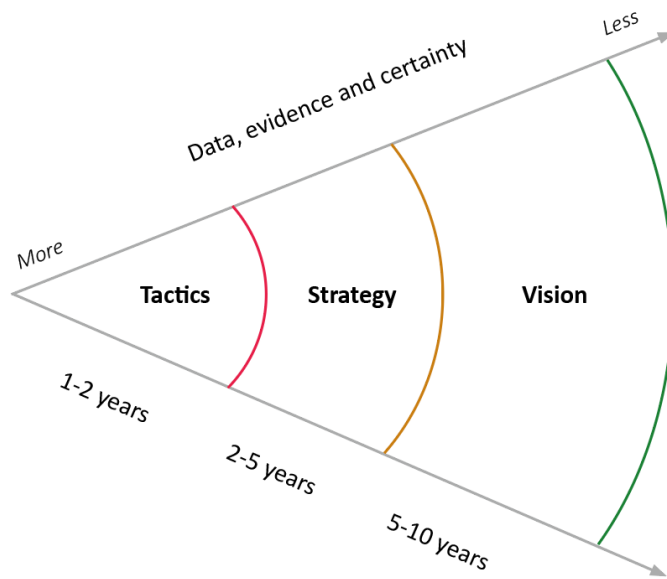 Less
Data, evidence and certainty
More
Tactics
Strategy
Vision
1-2 years
2-5 years
5-10 years